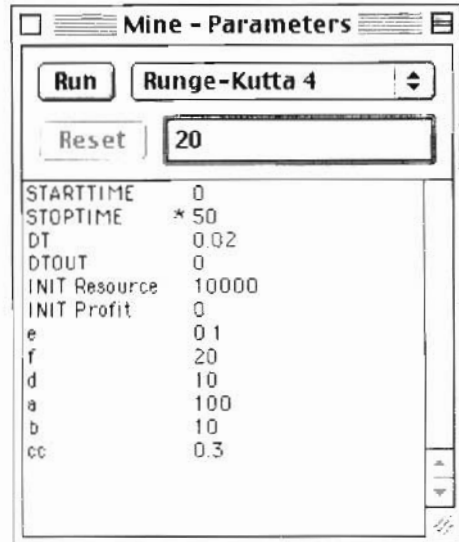 Mine - Parameters
Run Runge-Kutta 4
Reset 20
STARTTIME 0
STOPTIME * 50
DT 0.02
DTOUT 0
INIT Resource 10000
INIT Profit 0
e 0.1
f 20
d 10
a 100
b 10
cc 0.3